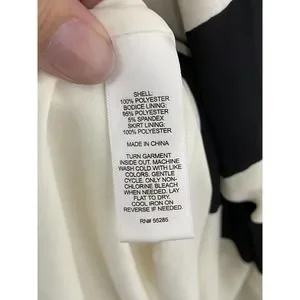 SHELL:
100% POLYESTER
BODICE LINING:
95% POLYESTER
5% SPANDEX
SKIRT LINING:
100% POLYESTER
MADE IN CHINA
TURN GARMENT
INSIDE OUT. MACHINE
WASH COLD WITH LIKE
COLORS. GENTLE
CYCLE. ONLY NON-
CHLORINE BLEACH
WHEN NEEDED. LAY
FLAT TO DRY.
COOL IRON ON
REVERSE IF NEEDED.
RN# 55285